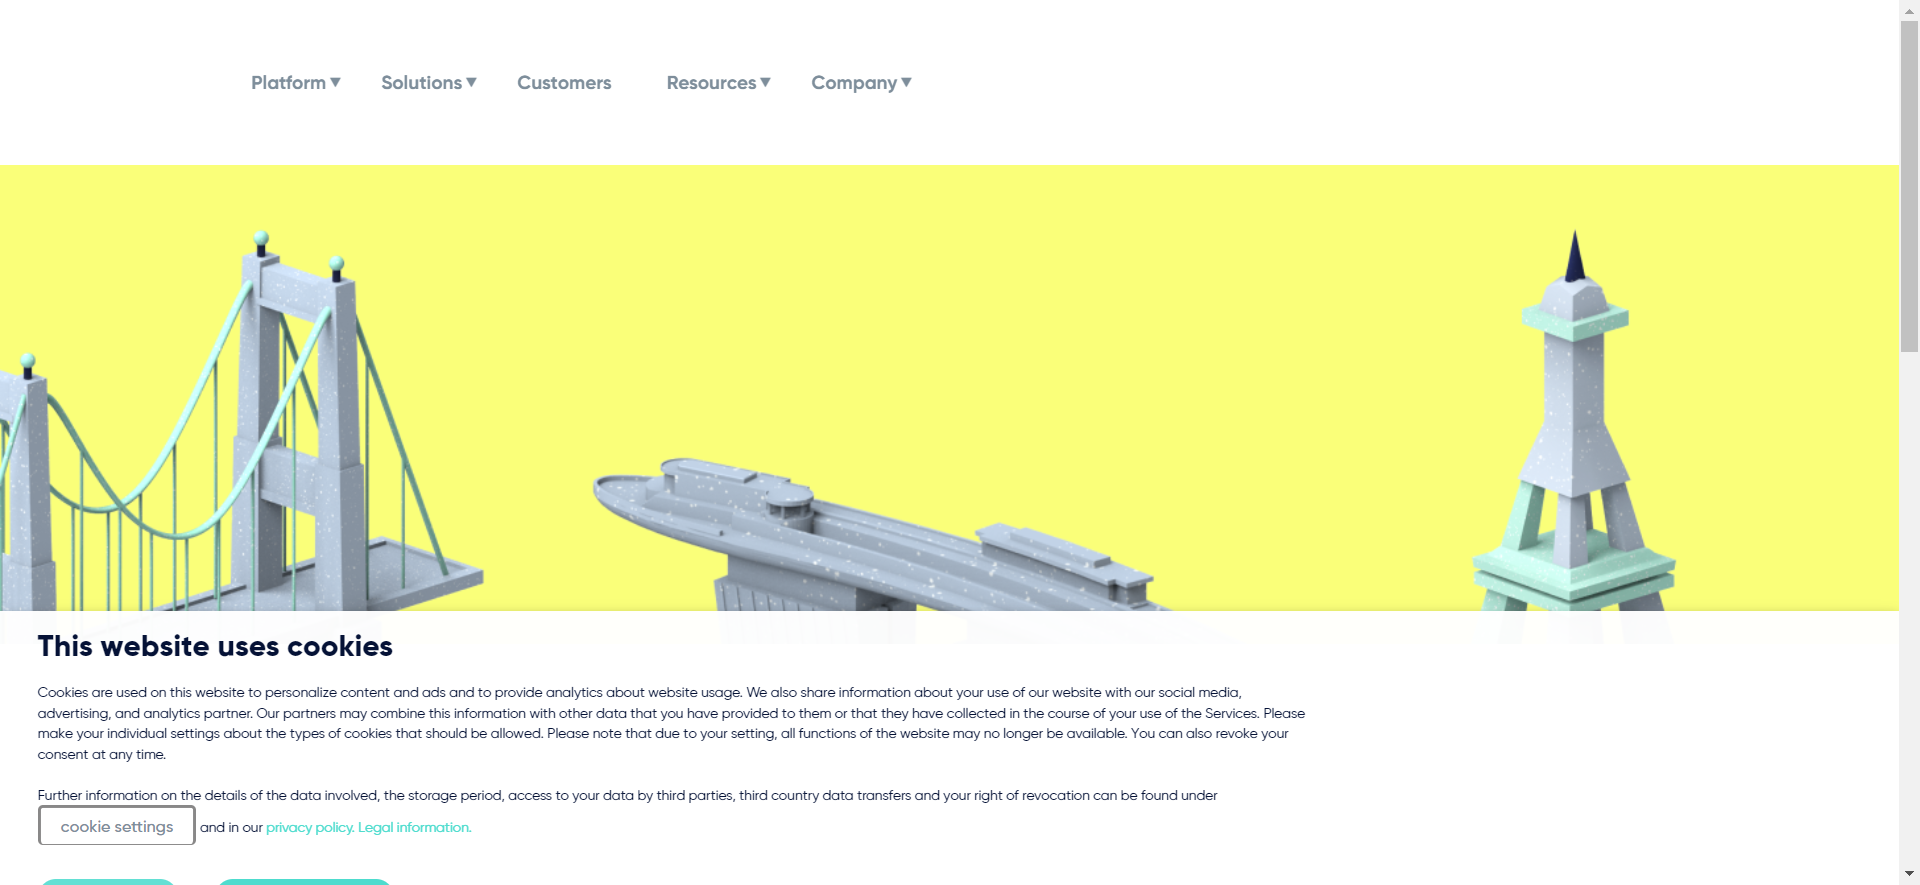 Platform ▼ Solutions ▼ Customers Resources ▼ Company ▼
This website uses cookies
Cookies are used on this website to personalize content and ads and to provide analytics about website usage. We also share information about your use of our website with our social media,
advertising, and analytics partner. Our partners may combine this information with other data that you have provided to them or that they have collected in the course of your use of the Services. Please
make your individual settings about the types of cookies that should be allowed. Please note that due to your setting, all functions of the website may no longer be available. You can also revoke your
consent at any time.
Further information on the details of the data involved, the storage period, access to your data by third parties, third country data transfers and your right of revocation can be found under
cookie settings and in our privacy policy. Legal information.